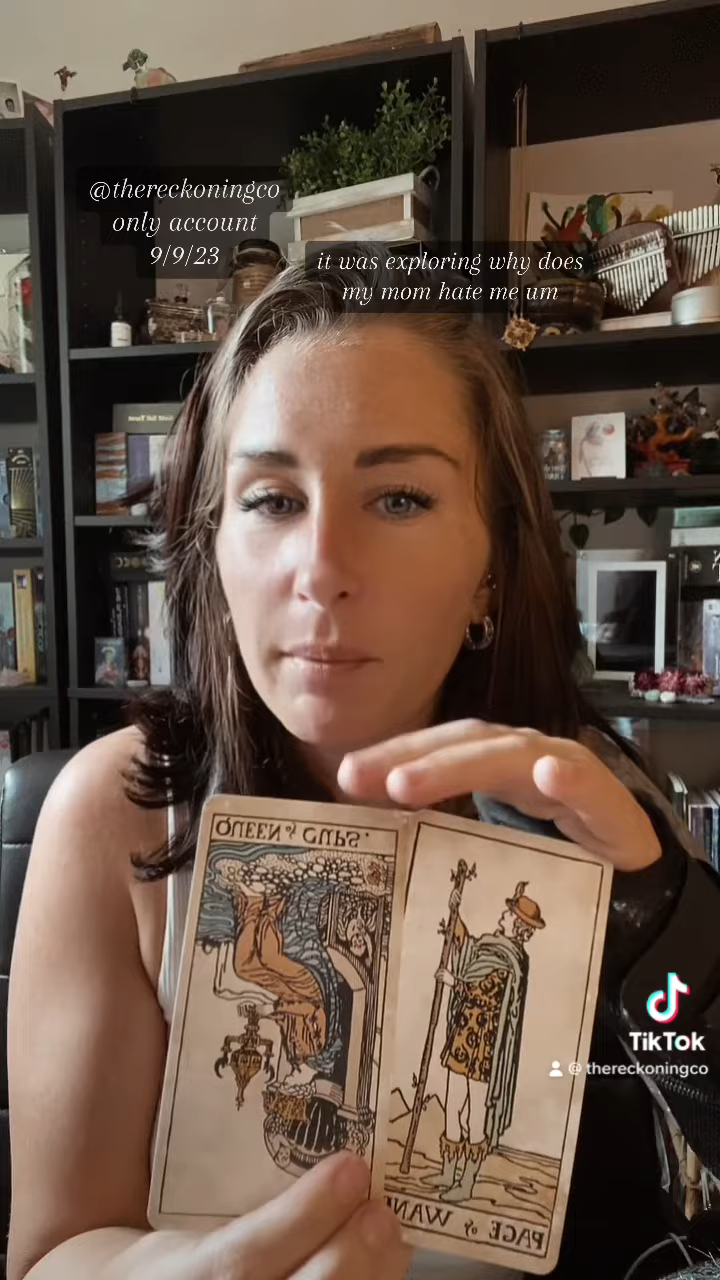 @thereckoningco
only account
9/9/23
it was exploring why does
my mom hate me um
QUEEN of CUPS.
PAGE of WAND
TikTok
@ thereckoningco